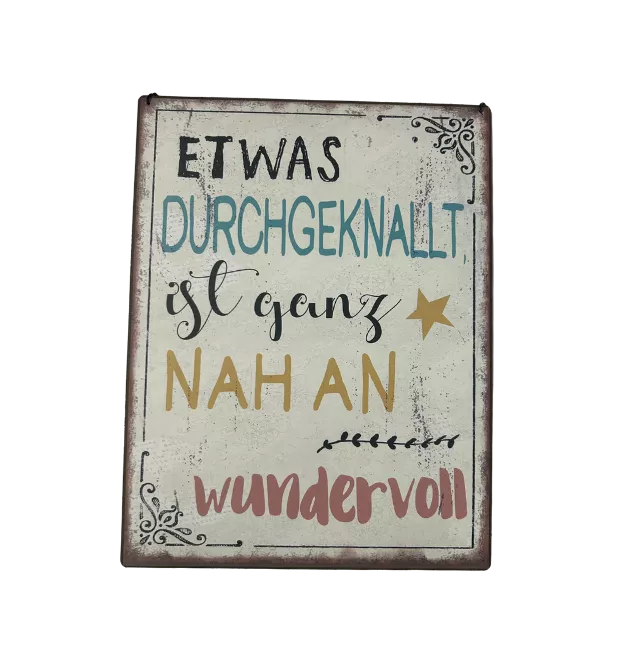 ETWAS
DURCHGEKNALLT
ist ganz
NAH AN
wundervoll